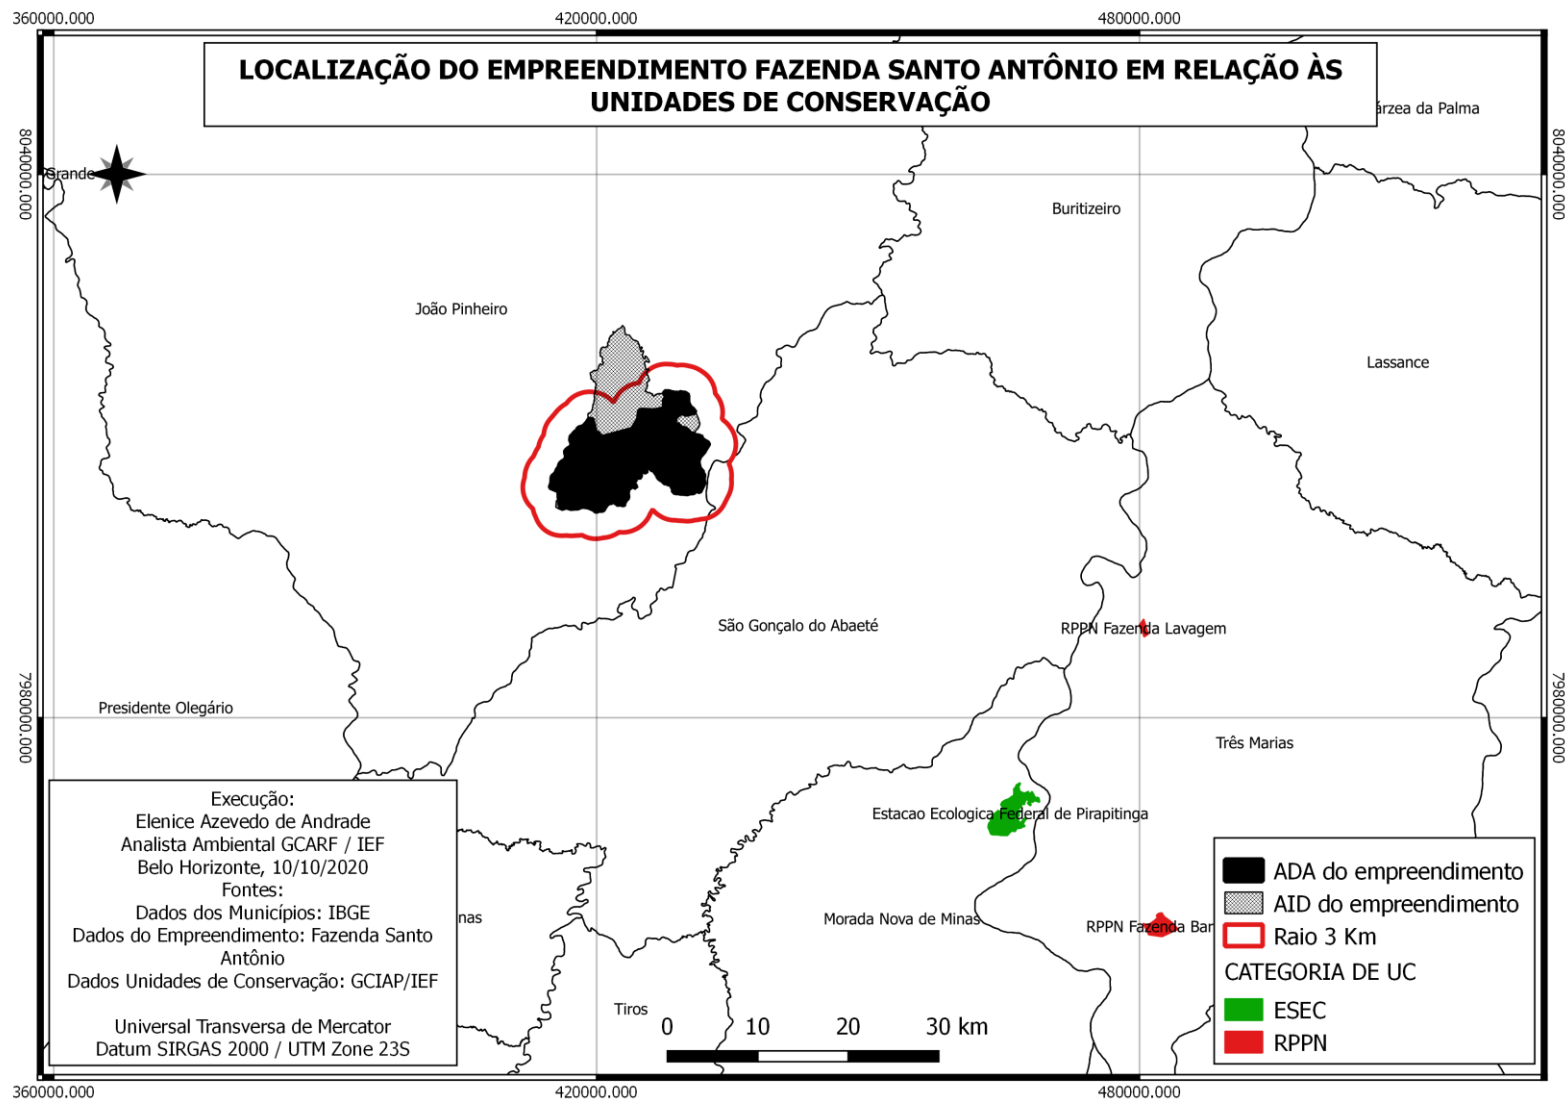 360000.000
420000.000
480000.000
LOCALIZAÇÃO DO EMPREENDIMENTO FAZENDA SANTO ANTÔNIO EM RELAÇÃO ÀS
UNIDADES DE CONSERVAÇÃO
árzea da Palma
8040000.000
8040000.000
Grande
Buritizeiro
João Pinheiro
Lassance
São Gonçalo do Abaeté
RPPN Fazenda Lavagem
7980000.000
7980000.000
Presidente Olegário
Três Marias
Estacao Ecologica Federal de Pirapitinga
Morada Nova de Minas
RPPN Fazenda Bar
nas
Tiros
Execução:
Elenice Azevedo de Andrade
Analista Ambiental GCARF / IEF
Belo Horizonte, 10/10/2020
Fontes:
Dados dos Municípios: IBGE
Dados do Empreendimento: Fazenda Santo
Antônio
Dados Unidades de Conservação: GCIAP/IEF
Universal Transversa de Mercator
Datum SIRGAS 2000 / UTM Zone 23S
0 10 20 30 km
ADA do empreendimento
AID do empreendimento
Raio 3 Km
CATEGORIA DE UC
ESEC
RPPN
360000.000
420000.000
480000.000